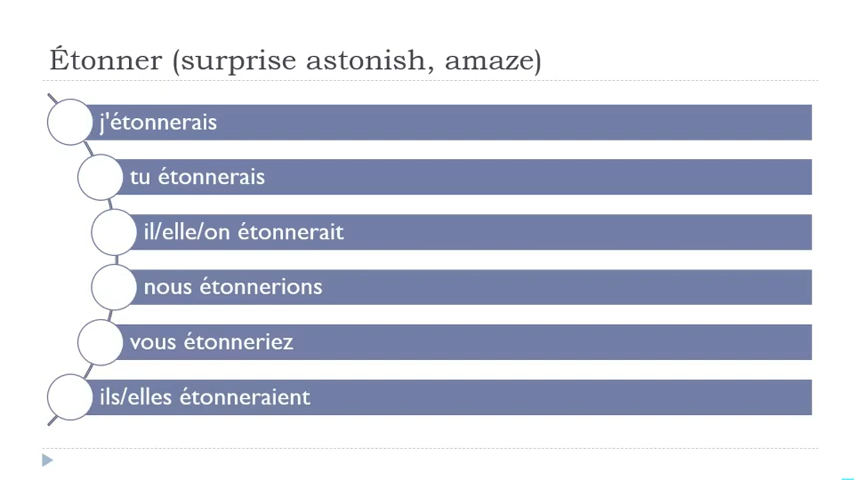 Étonner (surprise astonish, amaze)
j'étonnerais
tu étonnerais
il/elle/on étonnerait
nous étonnerions
vous étonneriez
ils/elles étonneraient